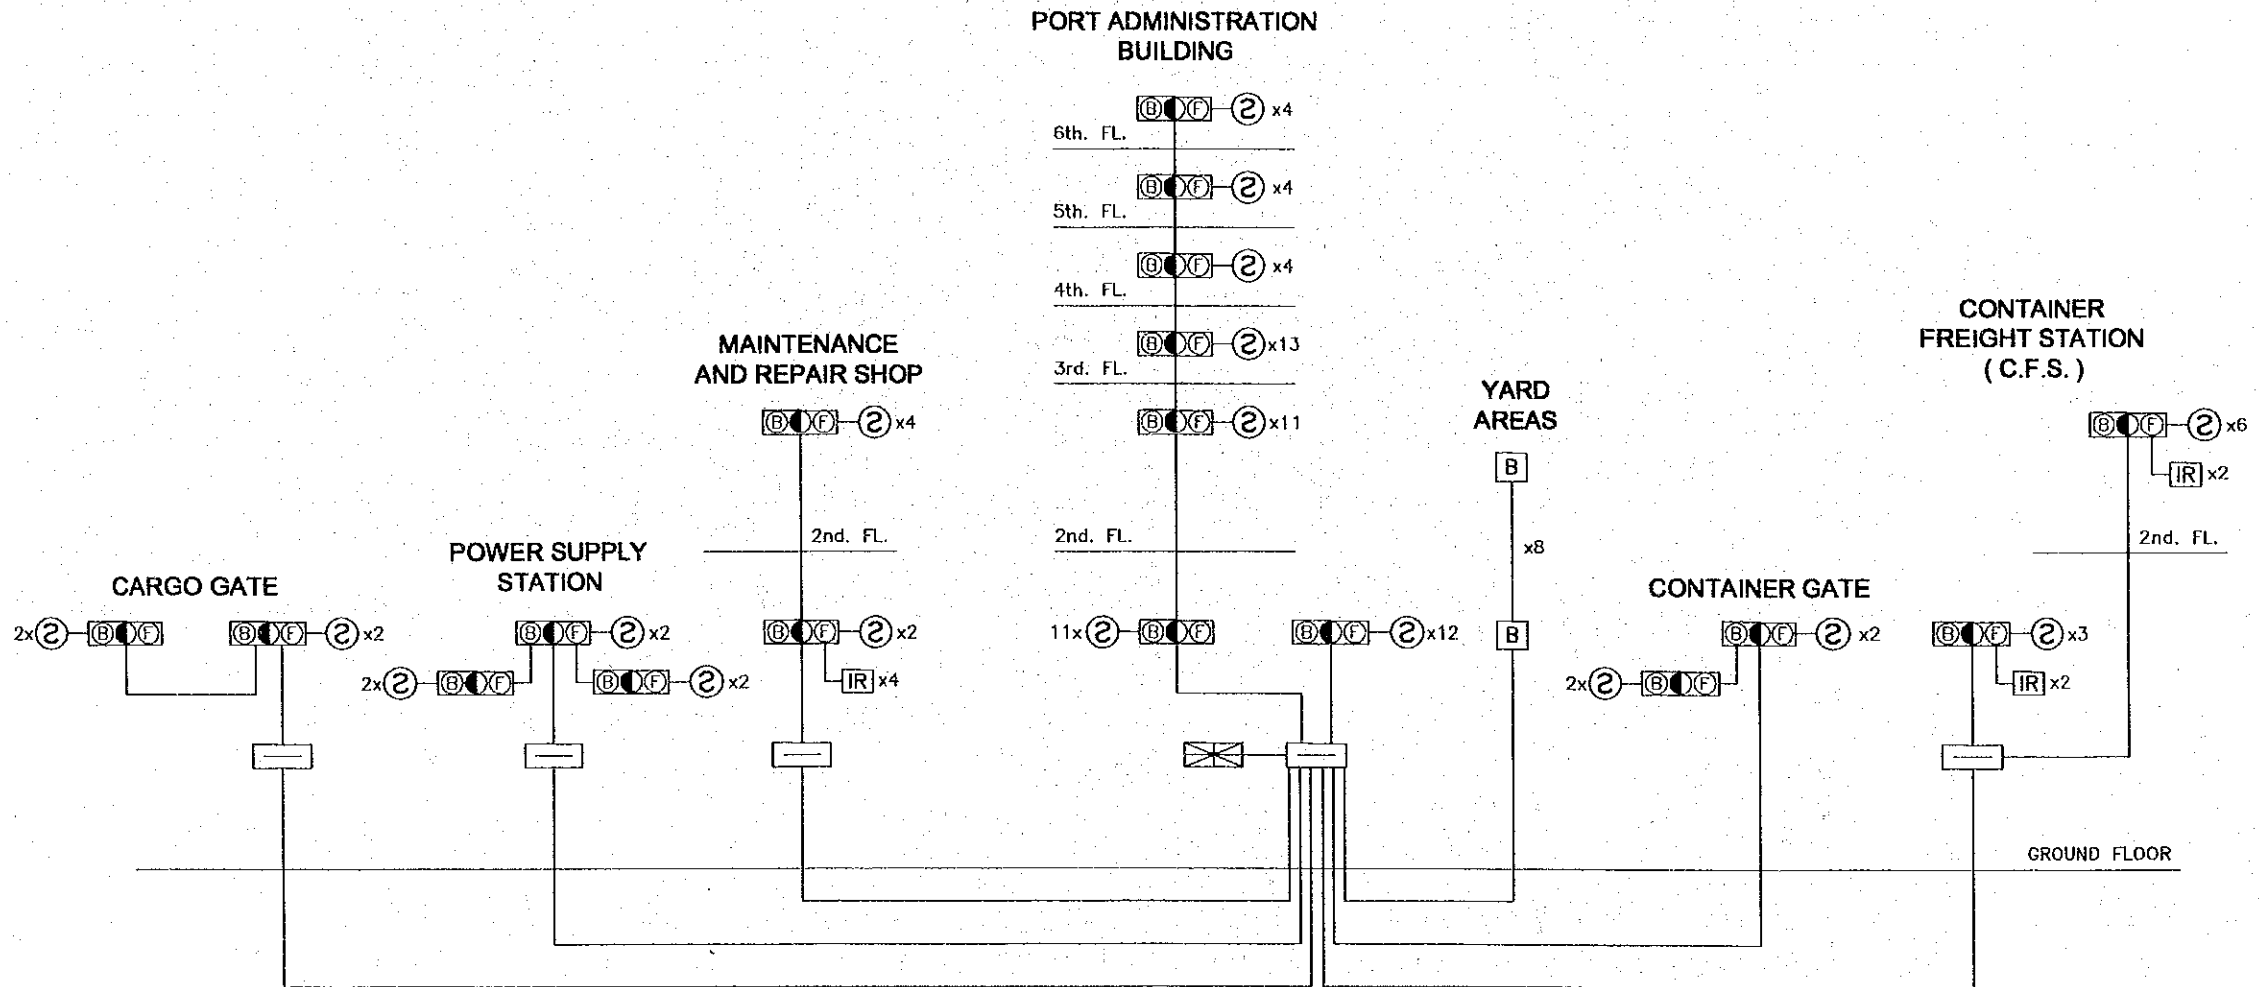 PORT ADMINISTRATION
BUILDING
B F S x4
6th. FL.
B F S x4
5th. FL.
B F S x4
4th. FL.
B F S x13
3rd. FL.
B F S x11
2nd. FL.
11x S B F
B F S x12
MAINTENANCE
AND REPAIR SHOP
B F S x4
2nd. FL.
B F S x2
IR x4
POWER SUPPLY
STATION
B F S x2
2x S B F
B F S x2
CARGO GATE
2x S B F
B F S x2
YARD
AREAS
B
x8
B
CONTAINER GATE
B F S x2
2x S B F
CONTAINER
FREIGHT STATION
( C.F.S. )
B F S x6
IR x2
2nd. FL.
B F S x3
IR x2
GROUND FLOOR